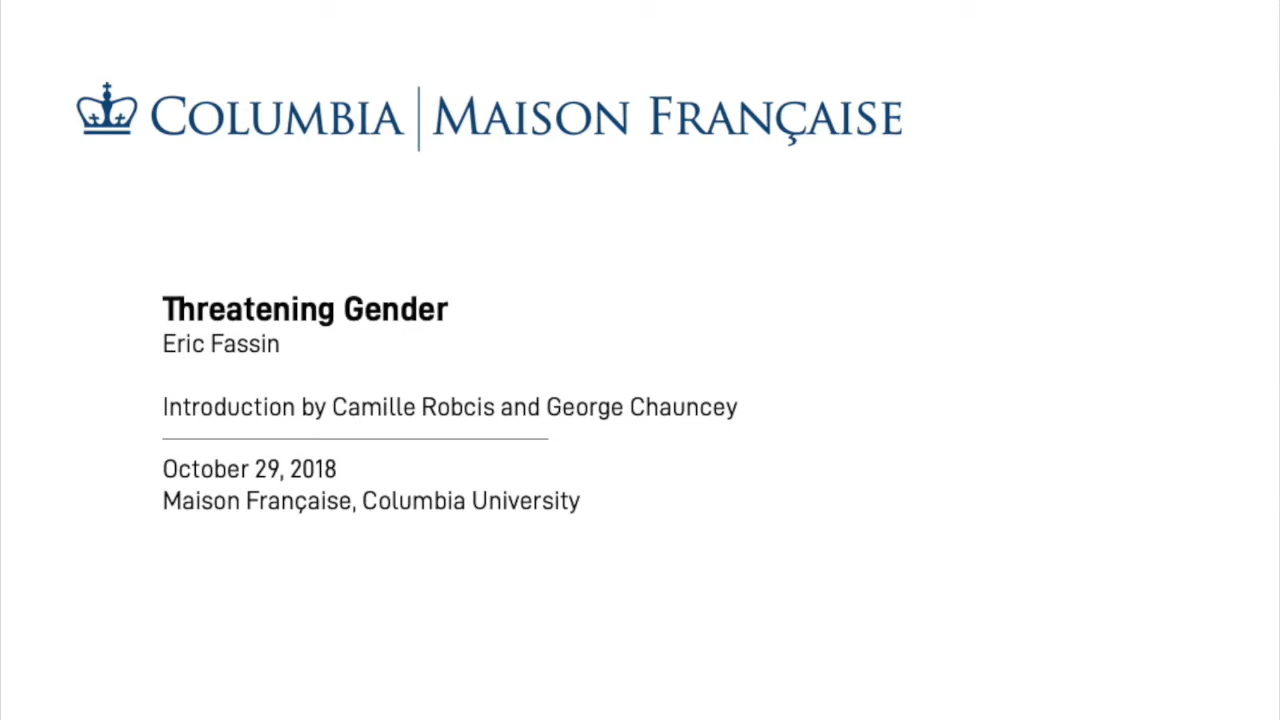 COLUMBIA | MAISON FRANÇAISE
Threatening Gender
Eric Fassin
Introduction by Camille Robcis and George Chauncey
October 29, 2018
Maison Française, Columbia University